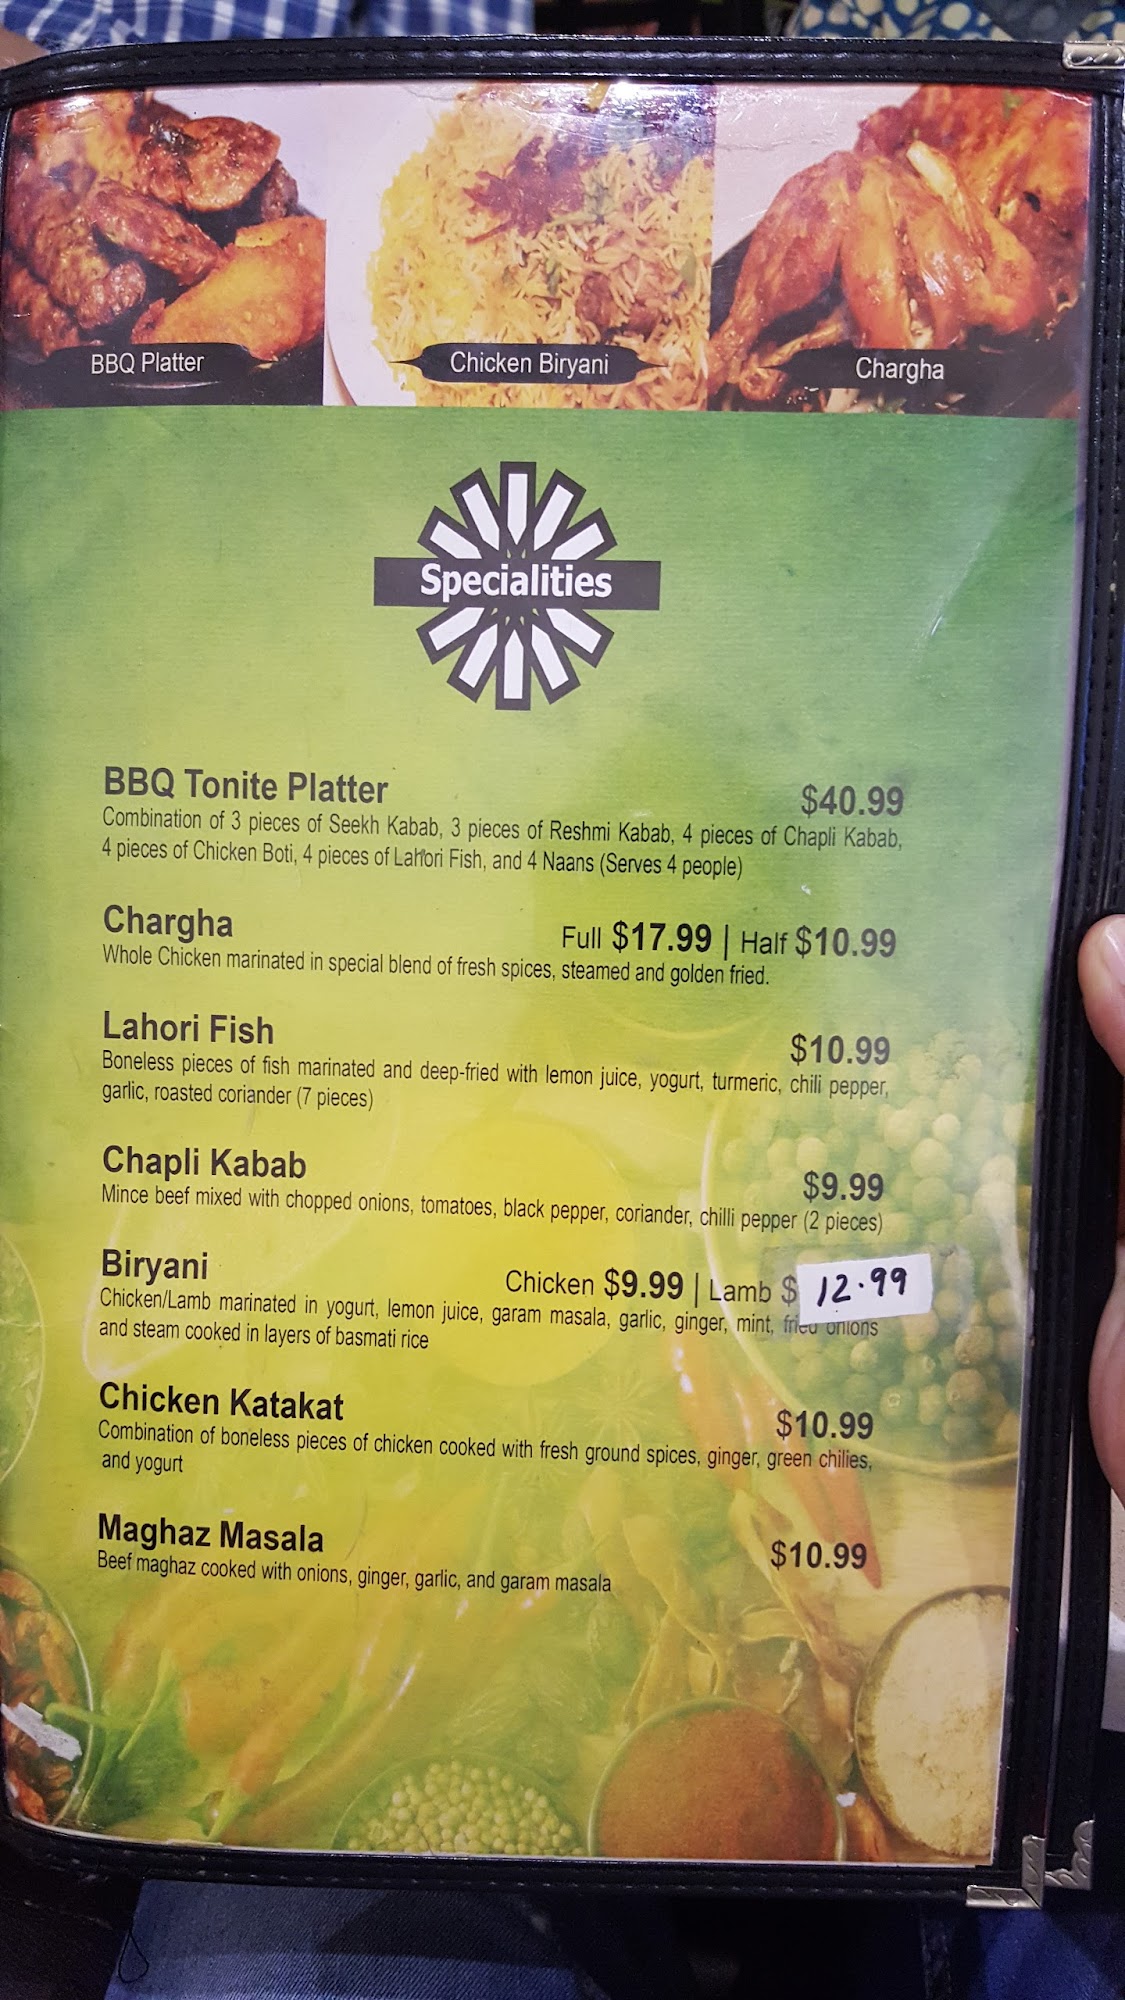 BBQ Platter
Chicken Biryani
Chargha
Specialities
BBQ Tonite Platter $40.99
Combination of 3 pieces of Seekh Kabab, 3 pieces of Reshmi Kabab, 4 pieces of Chapli Kabab,
4 pieces of Chicken Boti, 4 pieces of Lahori Fish, and 4 Naans (Serves 4 people)
Chargha Full $17.99 | Half $10.99
Whole Chicken marinated in special blend of fresh spices, steamed and golden fried.
Lahori Fish $10.99
Boneless pieces of fish marinated and deep-fried with lemon juice, yogurt, turmeric, chili pepper,
garlic, roasted coriander (7 pieces)
Chapli Kabab $9.99
Mince beef mixed with chopped onions, tomatoes, black pepper, coriander, chilli pepper (2 pieces)
Biryani Chicken $9.99 | Lamb $ 12.99
Chicken/Lamb marinated in yogurt, lemon juice, garam masala, garlic, ginger, mint, fried onions
and steam cooked in layers of basmati rice
Chicken Katakat $10.99
Combination of boneless pieces of chicken cooked with fresh ground spices, ginger, green chilies,
and yogurt
Maghaz Masala $10.99
Beef maghaz cooked with onions, ginger, garlic, and garam masala